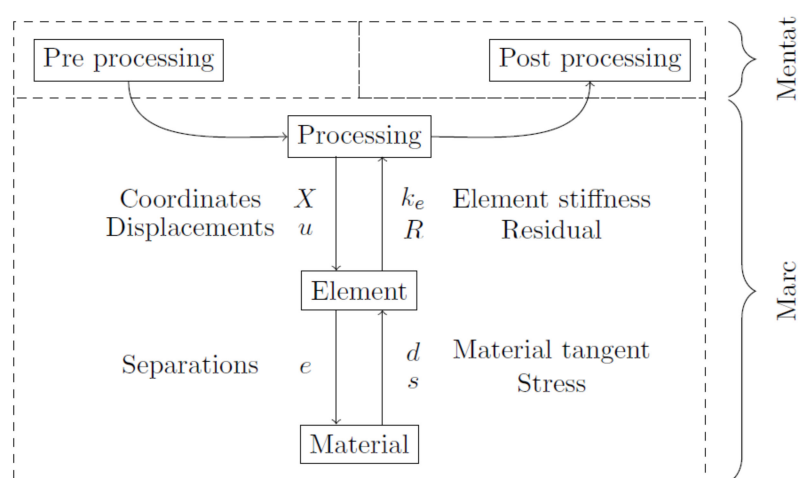 Pre processing
Post processing
Mentat
Processing
Coordinates X
Displacements u
k_e Element stiffness
R Residual
Element
Marc
Separations e
d Material tangent
s Stress
Material